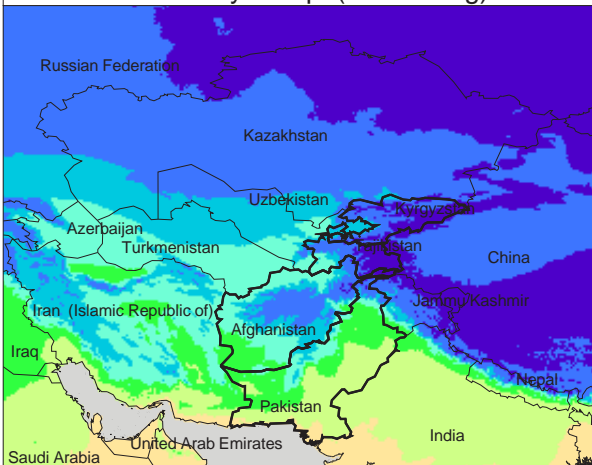 Russian Federation
Kazakhstan
Uzbekistan
Kyrgyzstan
Azerbaijan
Turkmenistan
Tajikistan
China
Jammu/Kashmir
Iran (Islamic Republic of)
Afghanistan
Iraq
Nepal
Pakistan
India
United Arab Emirates
Saudi Arabia